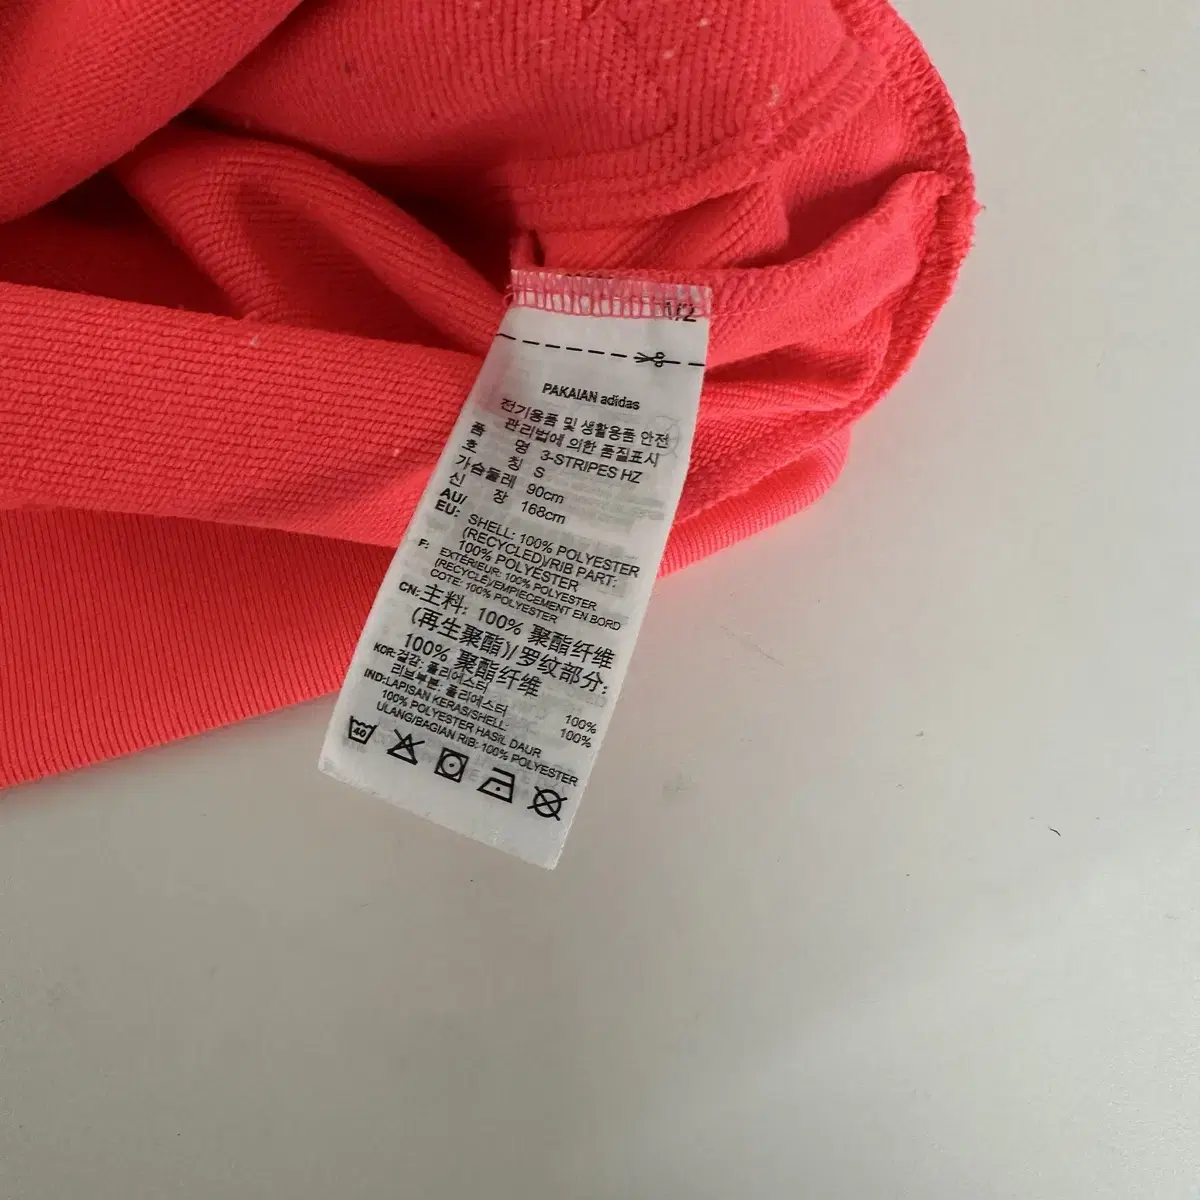 1/2
PAKAIAN adidas
전기용품 및 생활용품 안전
관리법에 의한 품질표시
품 명 3-STRIPES HZ
호 칭 S
가슴둘레 90cm
신 장 168cm
AU/
EU: SHELL: 100% POLYESTER
(RECYCLED)/RIB PART:
100% POLYESTER
F: EXTÉRIEUR: 100% POLYESTER
(RECYCLÉ)/EMPIECEMENT EN BORD
COTE: 100% POLYESTER
CN: 主料: 100% 聚酯纤维
(再生聚酯)/罗纹部分:
100% 聚酯纤维
KOR: 겉감: 폴리에스터 100%
리브부분: 폴리에스터 100%
IND: LAPISAN KERAS/SHELL:
100% POLYESTER HASIL DAUR
ULANG/BAGIAN RIB: 100% POLYESTER
40